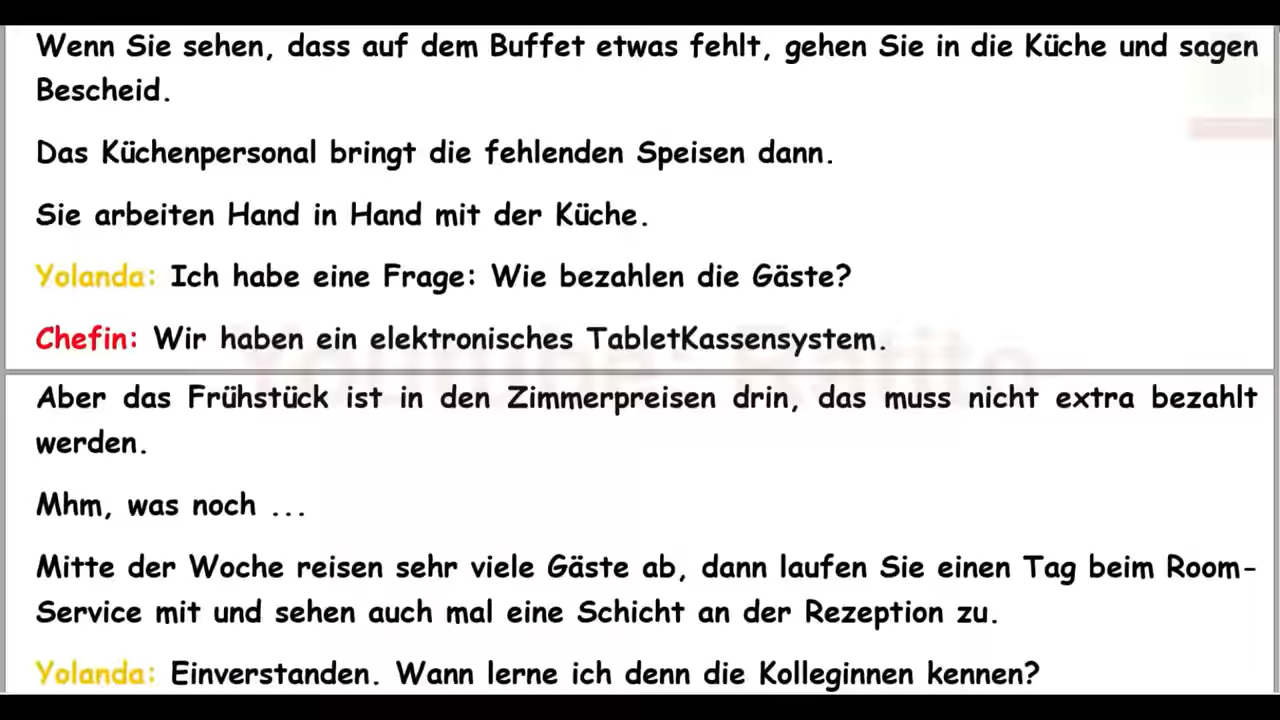 Wenn Sie sehen, dass auf dem Buffet etwas fehlt, gehen Sie in die Küche und sagen
Bescheid.
Das Küchenpersonal bringt die fehlenden Speisen dann.
Sie arbeiten Hand in Hand mit der Küche.
Yolanda: Ich habe eine Frage: Wie bezahlen die Gäste?
Chefin: Wir haben ein elektronisches TabletKassensystem.
Aber das Frühstück ist in den Zimmerpreisen drin, das muss nicht extra bezahlt
werden.
Mhm, was noch ...
Mitte der Woche reisen sehr viele Gäste ab, dann laufen Sie einen Tag beim Room-
Service mit und sehen auch mal eine Schicht an der Rezeption zu.
Yolanda: Einverstanden. Wann lerne ich denn die Kolleginnen kennen?